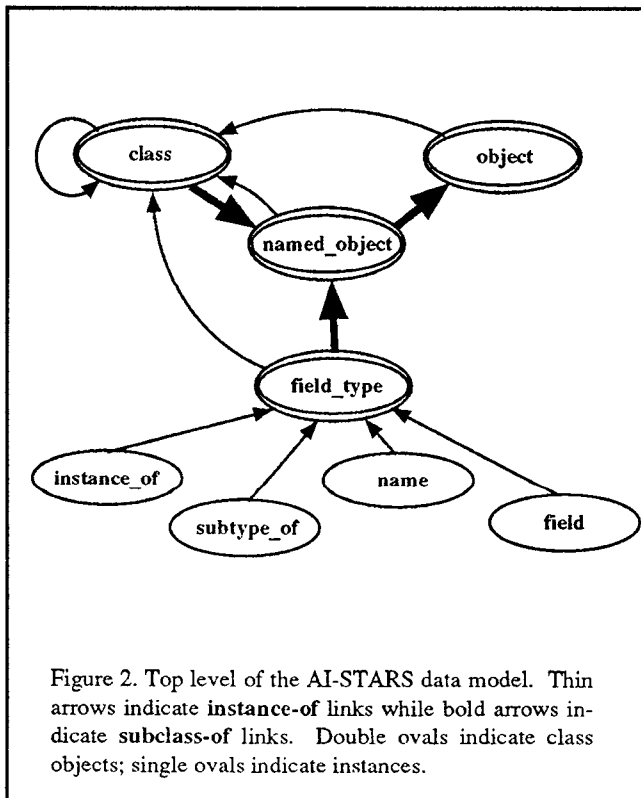 class
object
named_object
field_type
instance_of
name
subtype_of
field
Figure 2. Top level of the AI-STARS data model. Thin
arrows indicate instance-of links while bold arrows in-
dicate subclass-of links. Double ovals indicate class
objects; single ovals indicate instances.